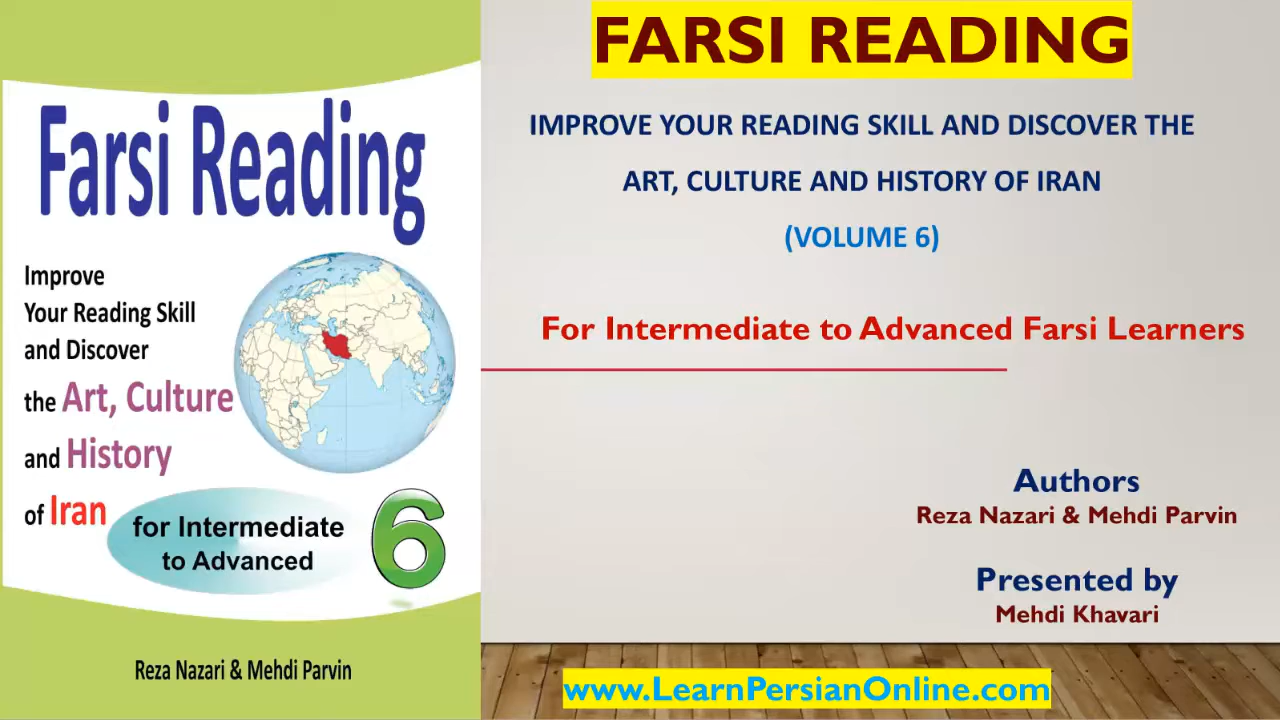 Farsi Reading
Improve
Your Reading Skill
and Discover
the Art, Culture
and History
of Iran
for Intermediate
to Advanced
6
Reza Nazari & Mehdi Parvin
FARSI READING
IMPROVE YOUR READING SKILL AND DISCOVER THE
ART, CULTURE AND HISTORY OF IRAN
(VOLUME 6)
For Intermediate to Advanced Farsi Learners
Authors
Reza Nazari & Mehdi Parvin
Presented by
Mehdi Khavari
www.LearnPersianOnline.com